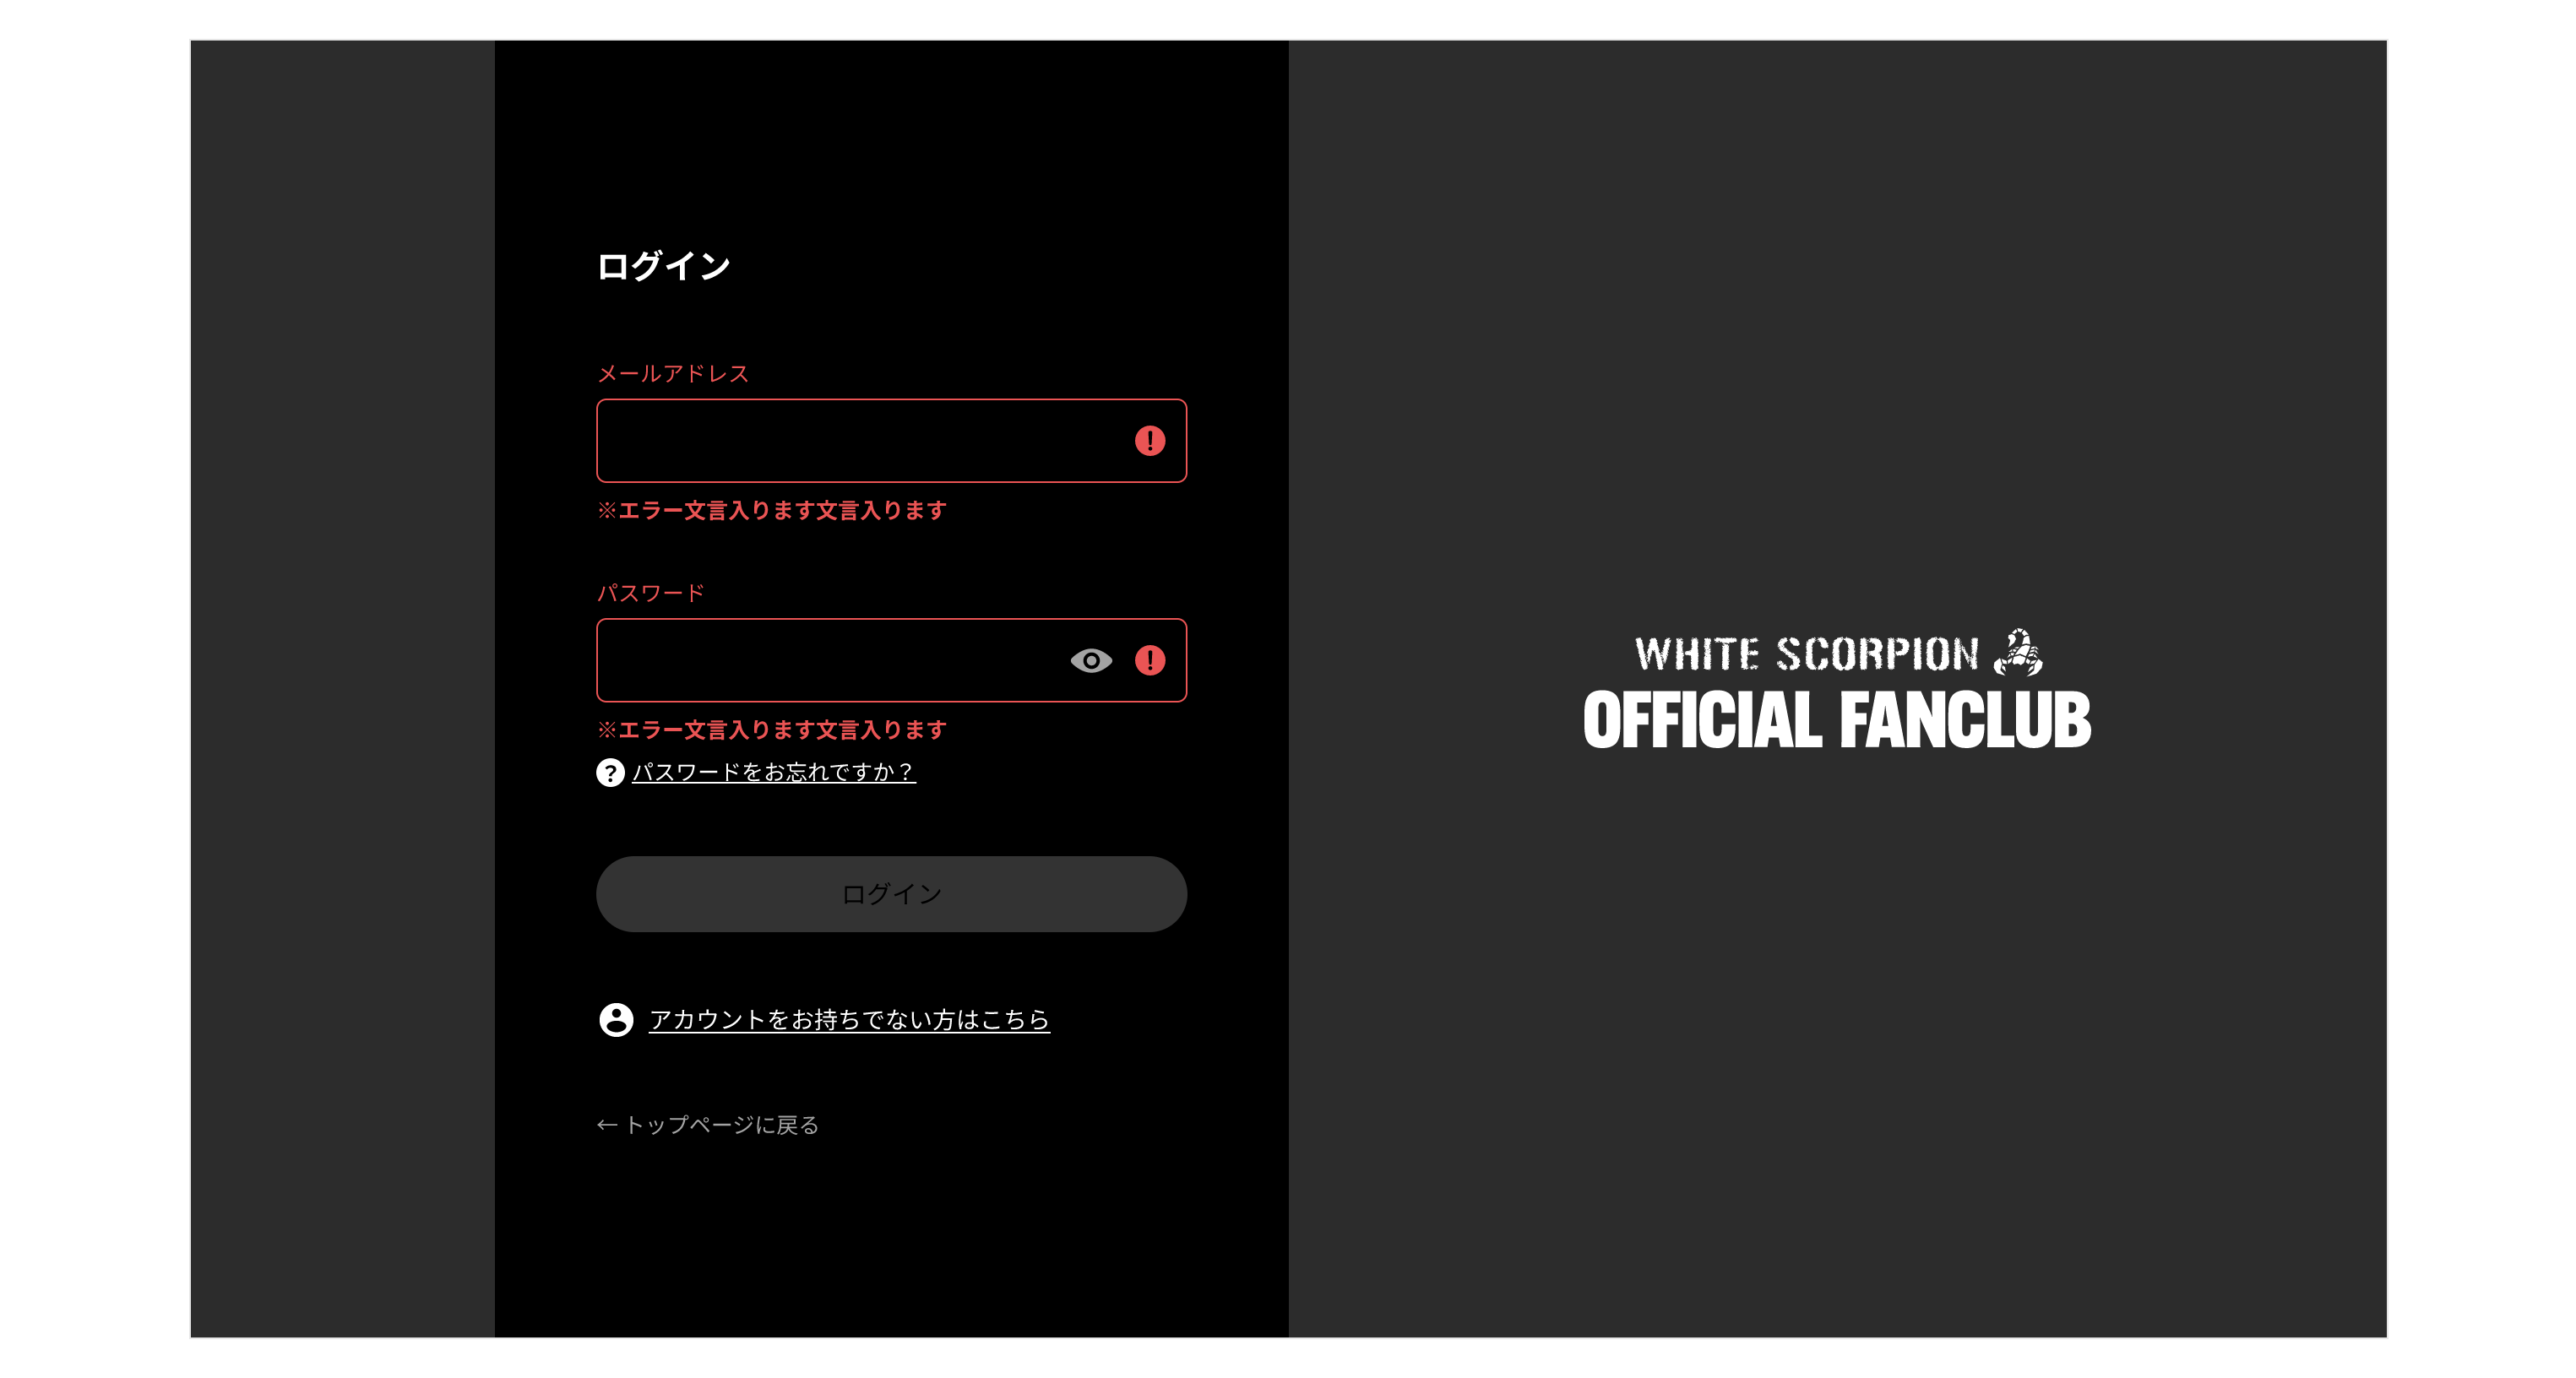 ログイン
メールアドレス
※エラー文言入ります文言入ります
パスワード
※エラー文言入ります文言入ります
パスワードをお忘れですか？
ログイン
アカウントをお持ちでない方はこちら
← トップページに戻る
WHITE SCORPION
OFFICIAL FANCLUB